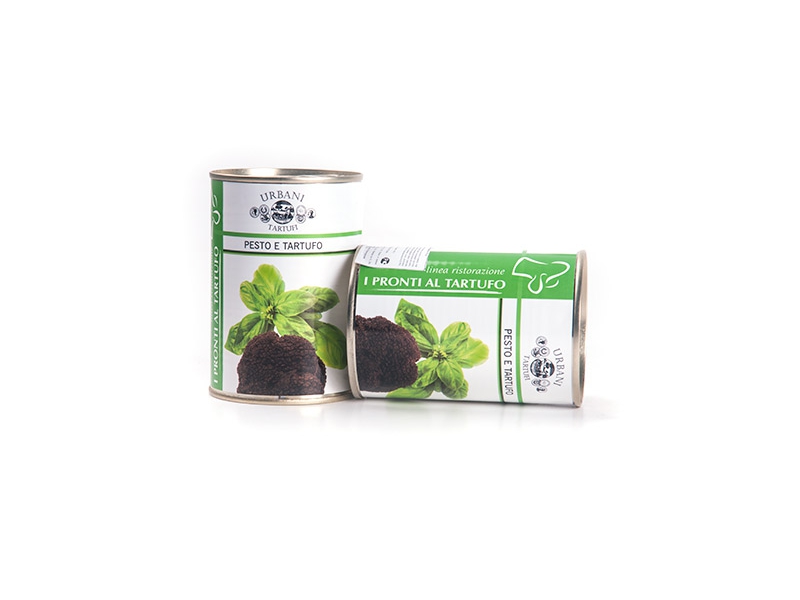 URBANI
TARTUFI
PESTO E TARTUFO
I PRONTI AL TARTUFO
linea ristorazione
I PRONTI AL TARTUFO
PESTO E TARTUFO
URBANI
TARTUFI